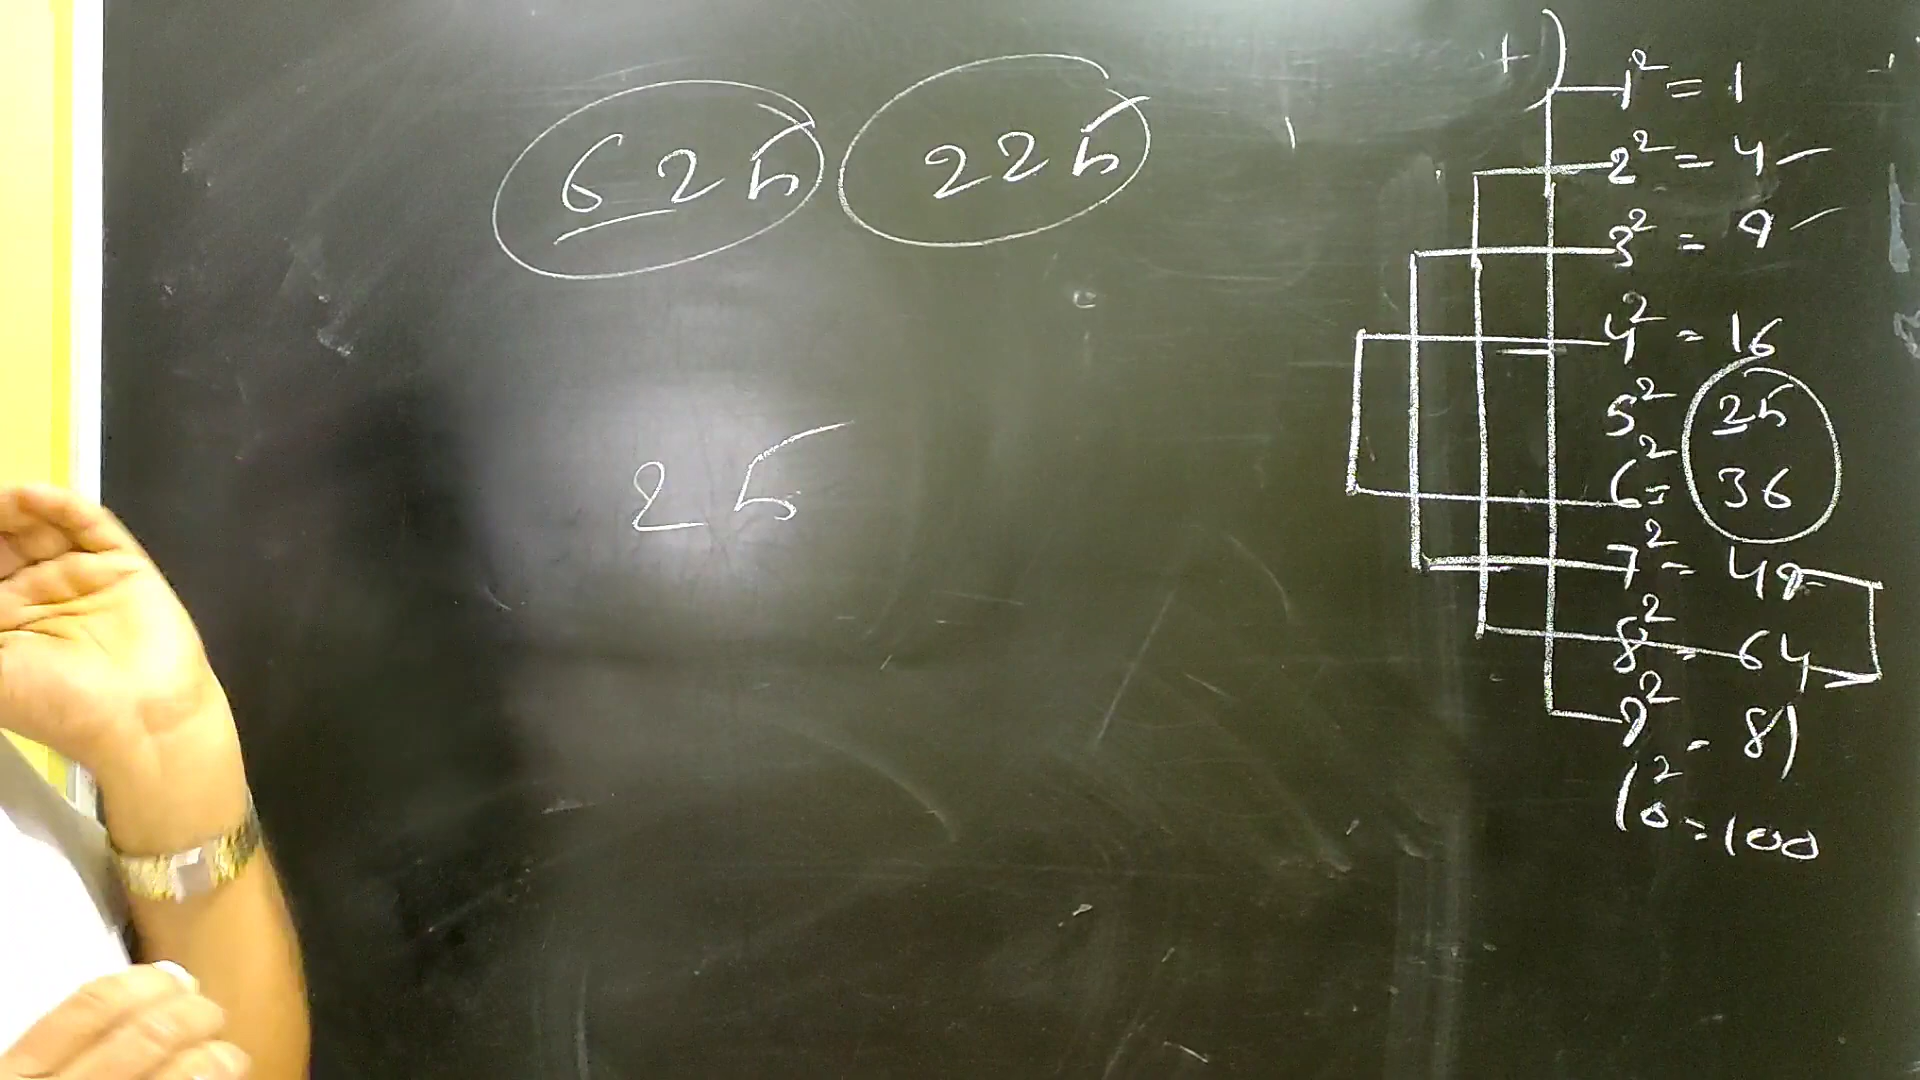 625 225
25
1² = 1
2² = 4
3² = 9
4² = 16
5² 25
6² = 36
7² = 49
8² = 64
9² = 81
10² = 100